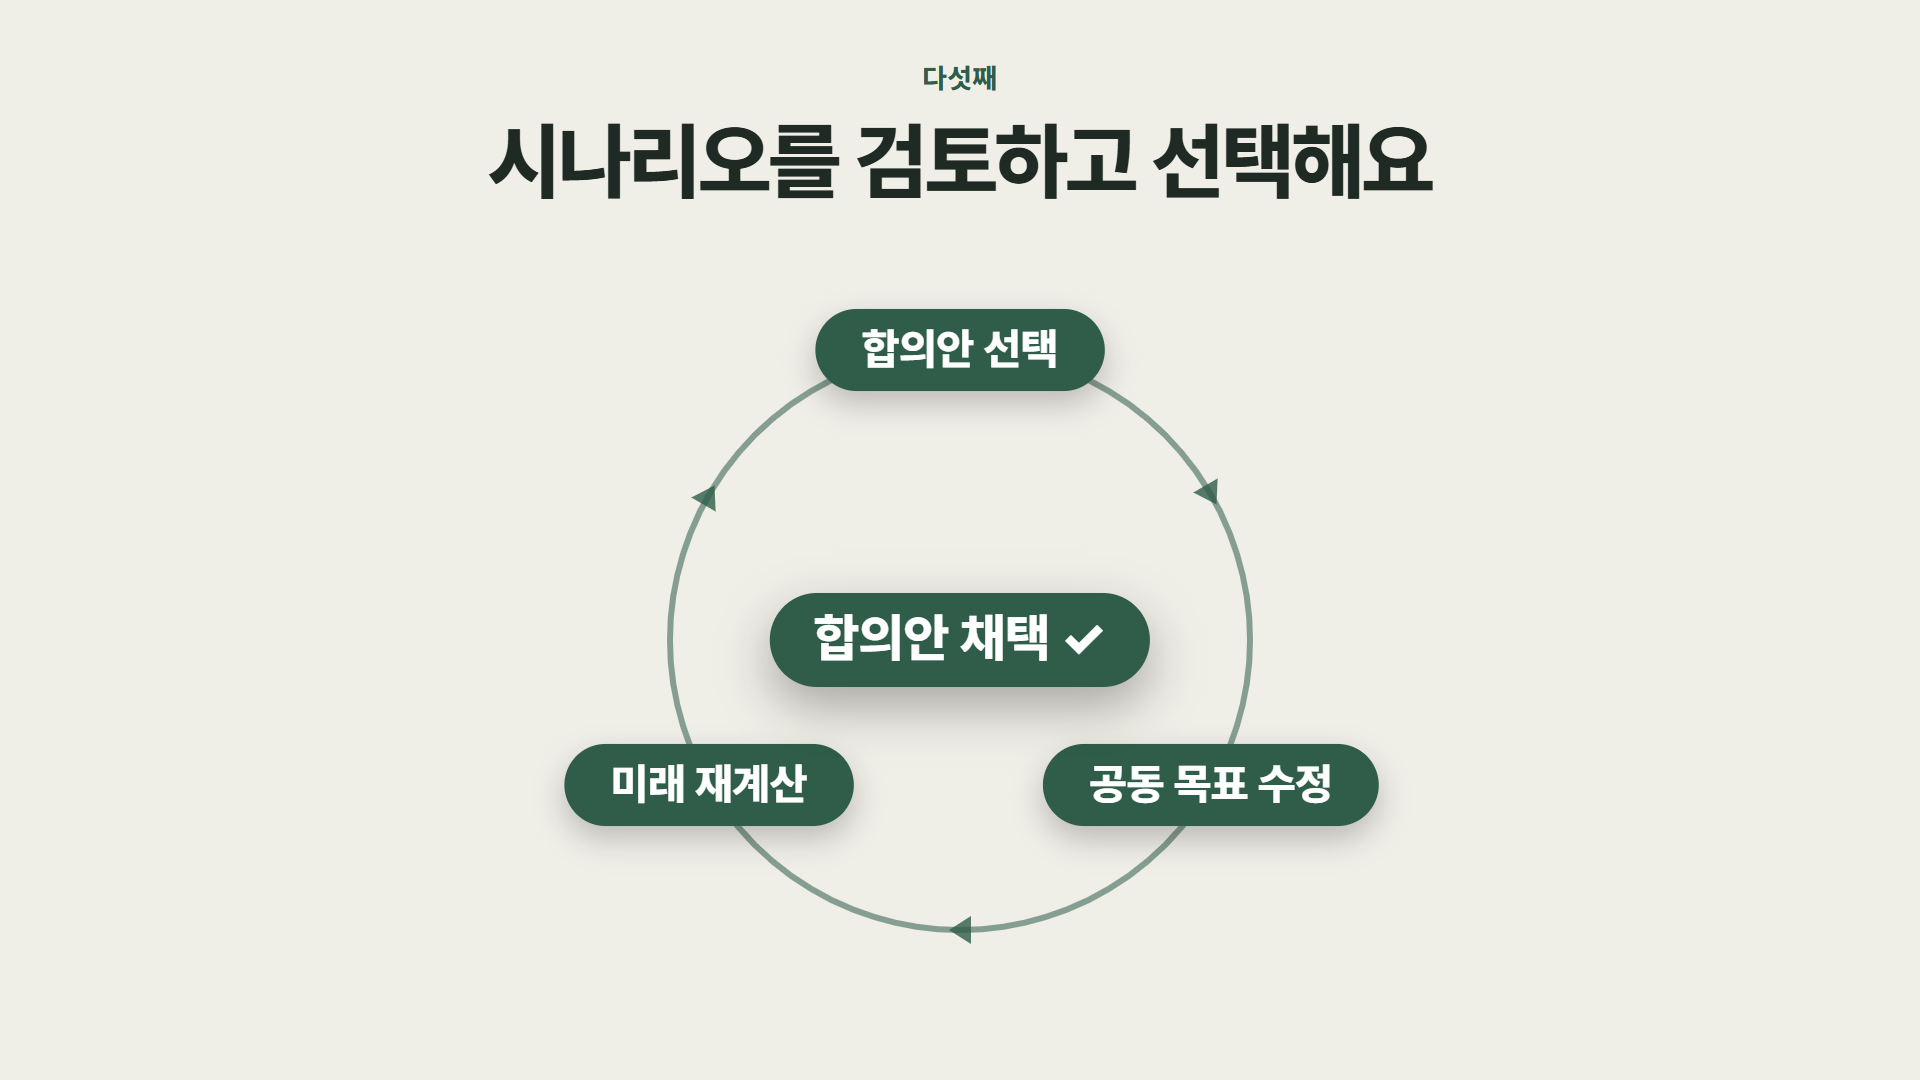 다섯째
시나리오를 검토하고 선택해요
합의안 선택
합의안 채택 ✓
미래 재계산
공동 목표 수정